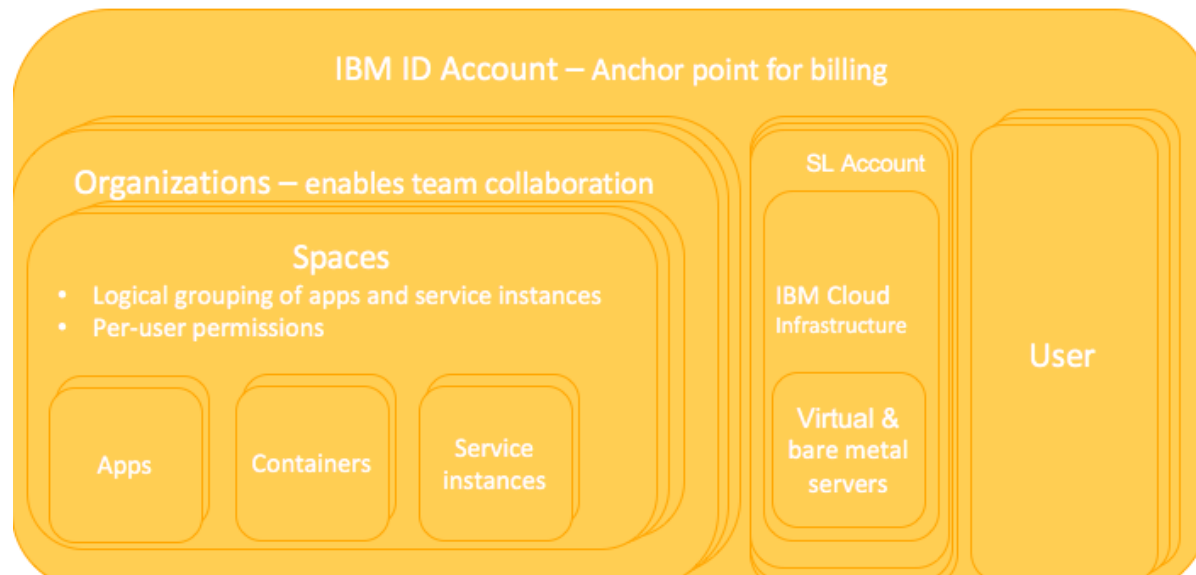 IBM ID Account – Anchor point for billing
Organizations – enables team collaboration
Spaces
• Logical grouping of apps and service instances
• Per-user permissions
Apps
Containers
Service
instances
SL Account
IBM Cloud
Infrastructure
Virtual &
bare metal
servers
User